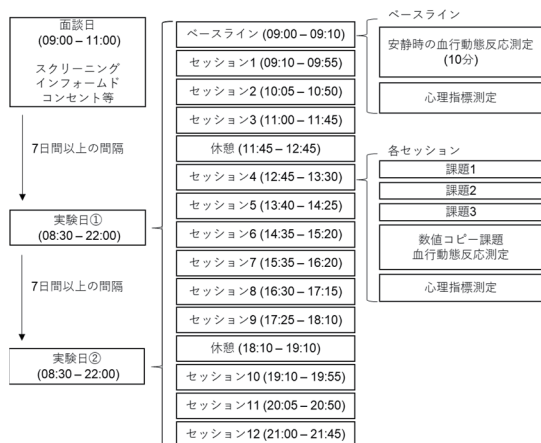 面談日
(09:00 – 11:00)
スクリーニング
インフォームド
コンセント等
7日間以上の間隔
実験日①
(08:30 – 22:00)
7日間以上の間隔
実験日②
(08:30 – 22:00)
ベースライン (09:00 – 09:10)
セッション1 (09:10 – 09:55)
セッション2 (10:05 – 10:50)
セッション3 (11:00 – 11:45)
休憩 (11:45 – 12:45)
セッション4 (12:45 – 13:30)
セッション5 (13:40 – 14:25)
セッション6 (14:35 – 15:20)
セッション7 (15:35 – 16:20)
セッション8 (16:30 – 17:15)
セッション9 (17:25 – 18:10)
休憩 (18:10 – 19:10)
セッション10 (19:10 – 19:55)
セッション11 (20:05 – 20:50)
セッション12 (21:00 – 21:45)
ベースライン
安静時の血行動態反応測定
(10分)
心理指標測定
各セッション
課題1
課題2
課題3
数値コピー課題
血行動態反応測定
心理指標測定